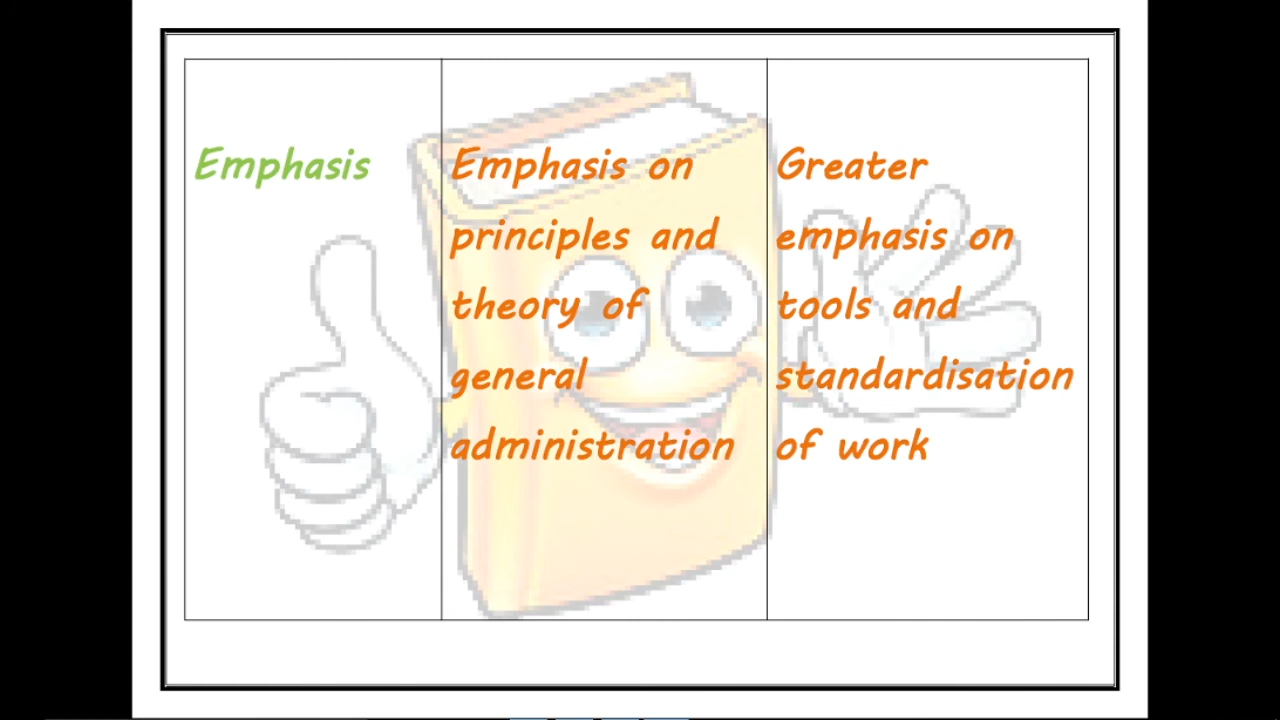 Emphasis
Emphasis on
principles and
theory of
general
administration
Greater
emphasis on
tools and
standardisation
of work